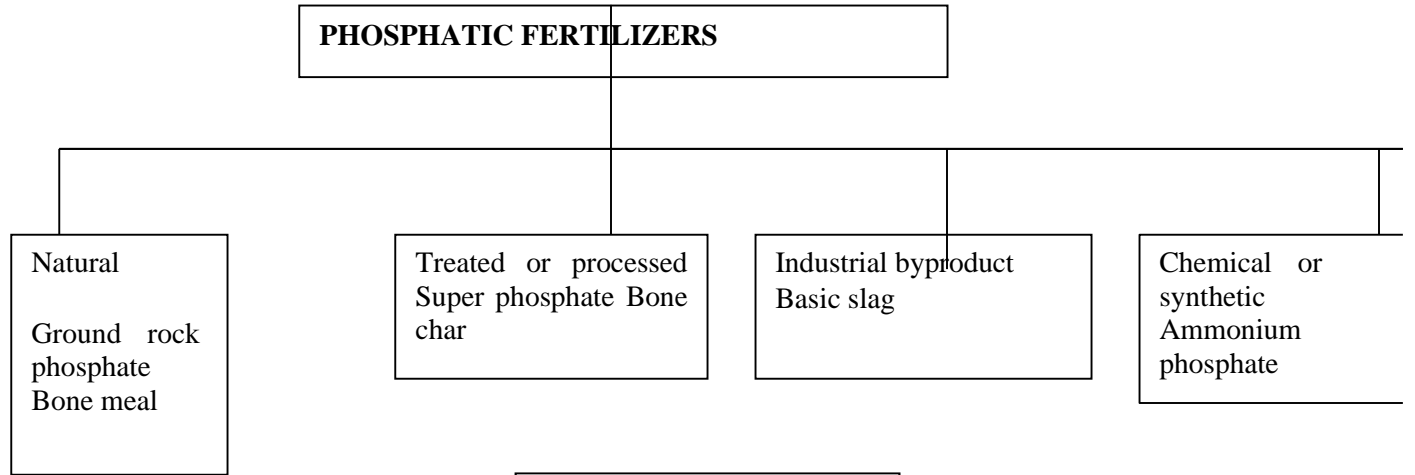 PHOSPHATIC FERTILIZERS
Natural
Ground rock
phosphate
Bone meal
Treated or processed
Super phosphate Bone
char
Industrial byproduct
Basic slag
Chemical or
synthetic
Ammonium
phosphate